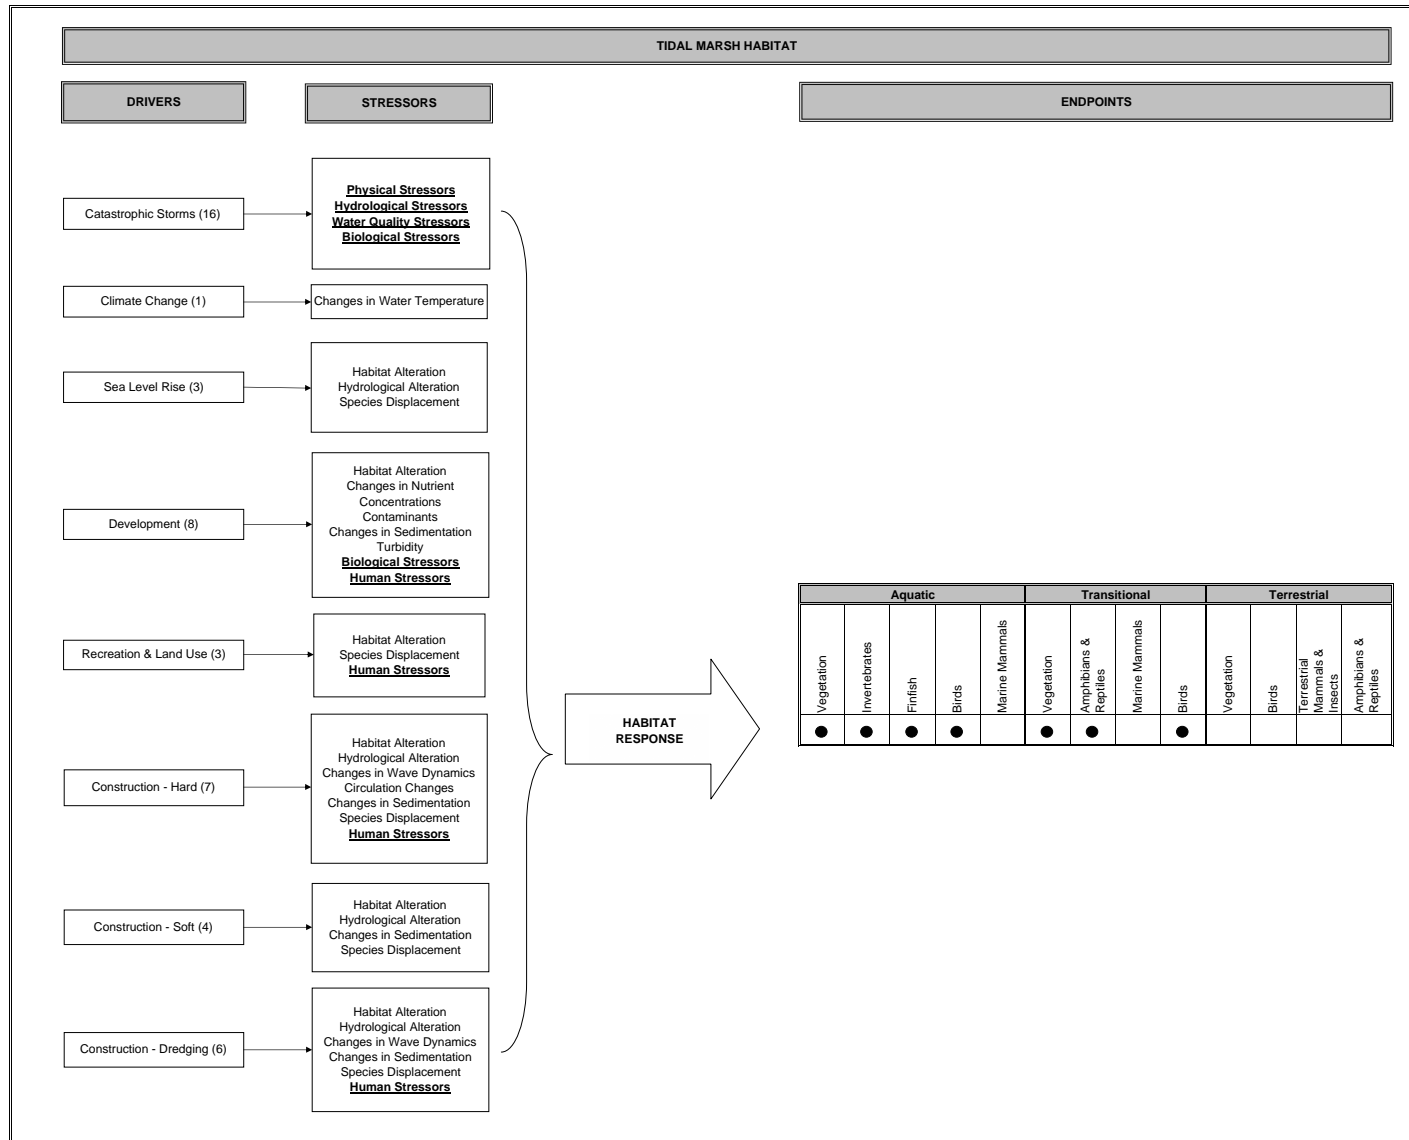 TIDAL MARSH HABITAT
DRIVERS
STRESSORS
ENDPOINTS
Catastrophic Storms (16)
Physical Stressors
Hydrological Stressors
Water Quality Stressors
Biological Stressors
Climate Change (1)
Changes in Water Temperature
Sea Level Rise (3)
Habitat Alteration
Hydrological Alteration
Species Displacement
Development (8)
Habitat Alteration
Changes in Nutrient
Concentrations
Contaminants
Changes in Sedimentation
Turbidity
Biological Stressors
Human Stressors
Recreation & Land Use (3)
Habitat Alteration
Species Displacement
Human Stressors
Construction - Hard (7)
Habitat Alteration
Hydrological Alteration
Changes in Wave Dynamics
Circulation Changes
Changes in Sedimentation
Species Displacement
Human Stressors
Construction - Soft (4)
Habitat Alteration
Hydrological Alteration
Changes in Sedimentation
Species Displacement
Construction - Dredging (6)
Habitat Alteration
Hydrological Alteration
Changes in Wave Dynamics
Changes in Sedimentation
Species Displacement
Human Stressors
HABITAT
RESPONSE
Aquatic
Transitional
Terrestrial
Vegetation
Invertebrates
Finfish
Birds
Marine Mammals
Vegetation
Amphibians &
Reptiles
Marine Mammals
Birds
Vegetation
Birds
Terrestrial
Mammals &
Insects
Amphibians &
Reptiles